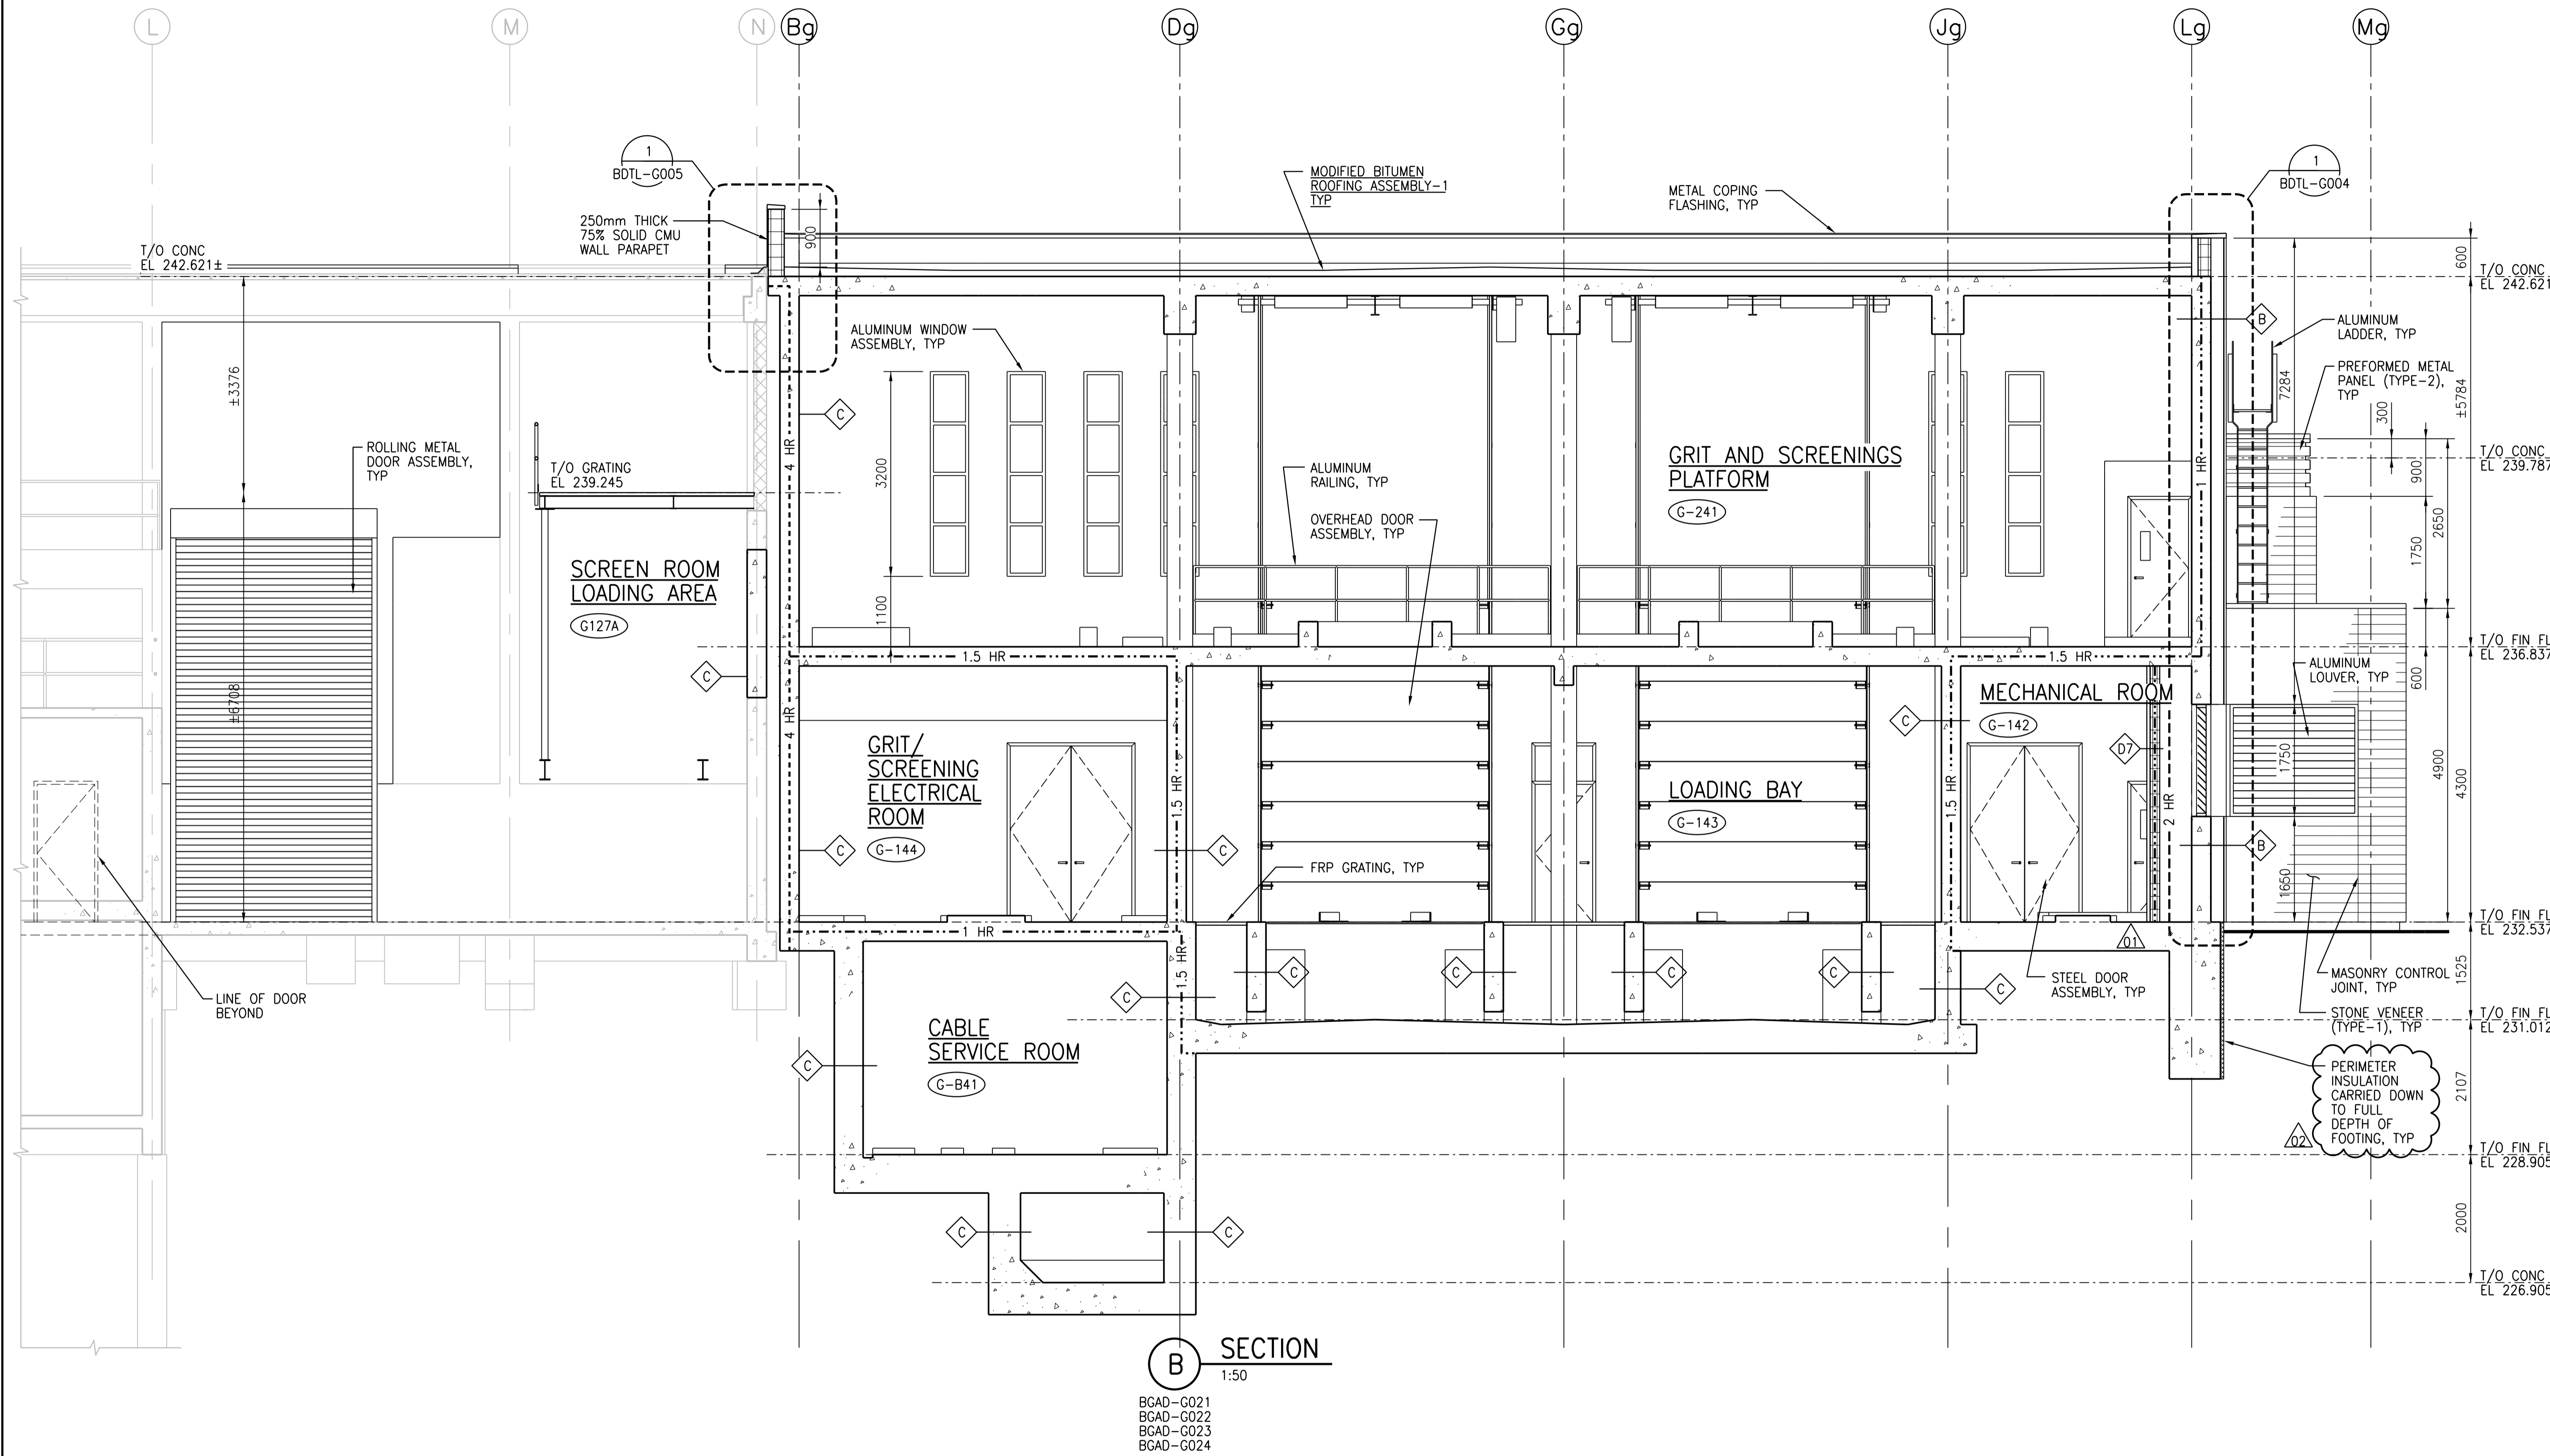 L
M
N
Bg
Dg
Gg
Jg
Lg
Mg
1
BDTL-G005
1
BDTL-G004
MODIFIED BITUMEN
ROOFING ASSEMBLY-1
TYP
METAL COPING
FLASHING, TYP
250mm THICK
75% SOLID CMU
WALL PARAPET
900
T/O CONC
EL 242.621±
600
T/O CONC
EL 242.621
ALUMINUM WINDOW
ASSEMBLY, TYP
B
ALUMINUM
LADDER, TYP
PREFORMED METAL
PANEL (TYPE-2),
TYP
±3376
7284
300
±5784
C
4 HR
ROLLING METAL
DOOR ASSEMBLY,
TYP
T/O GRATING
EL 239.245
3200
ALUMINUM
RAILING, TYP
GRIT AND SCREENINGS
PLATFORM
G-241
1 HR
T/O CONC
EL 239.787
900
OVERHEAD DOOR
ASSEMBLY, TYP
2650
1750
SCREEN ROOM
LOADING AREA
G127A
1100
1.5 HR
1.5 HR
T/O FIN FL
EL 236.837
C
ALUMINUM
LOUVER, TYP
600
±6708
4 HR
MECHANICAL ROOM
G-142
C
D7
GRIT/
SCREENING
ELECTRICAL
ROOM
G-144
C
C
1.5 HR
LOADING BAY
G-143
1.5 HR
2 HR
1750
4900
4300
B
1650
FRP GRATING, TYP
1 HR
T/O FIN FL
EL 232.537
01
1.5 HR
C
C
C
C
C
C
STEEL DOOR
ASSEMBLY, TYP
MASONRY CONTROL
JOINT, TYP
1525
LINE OF DOOR
BEYOND
STONE VENEER
(TYPE-1), TYP
T/O FIN FL
EL 231.012
CABLE
SERVICE ROOM
G-B41
C
PERIMETER
INSULATION
CARRIED DOWN
TO FULL
DEPTH OF
FOOTING, TYP
02
2107
T/O FIN FL
EL 228.905
C
C
2000
T/O CONC
EL 226.905
B
SECTION
1:50
BGAD-G021
BGAD-G022
BGAD-G023
BGAD-G024